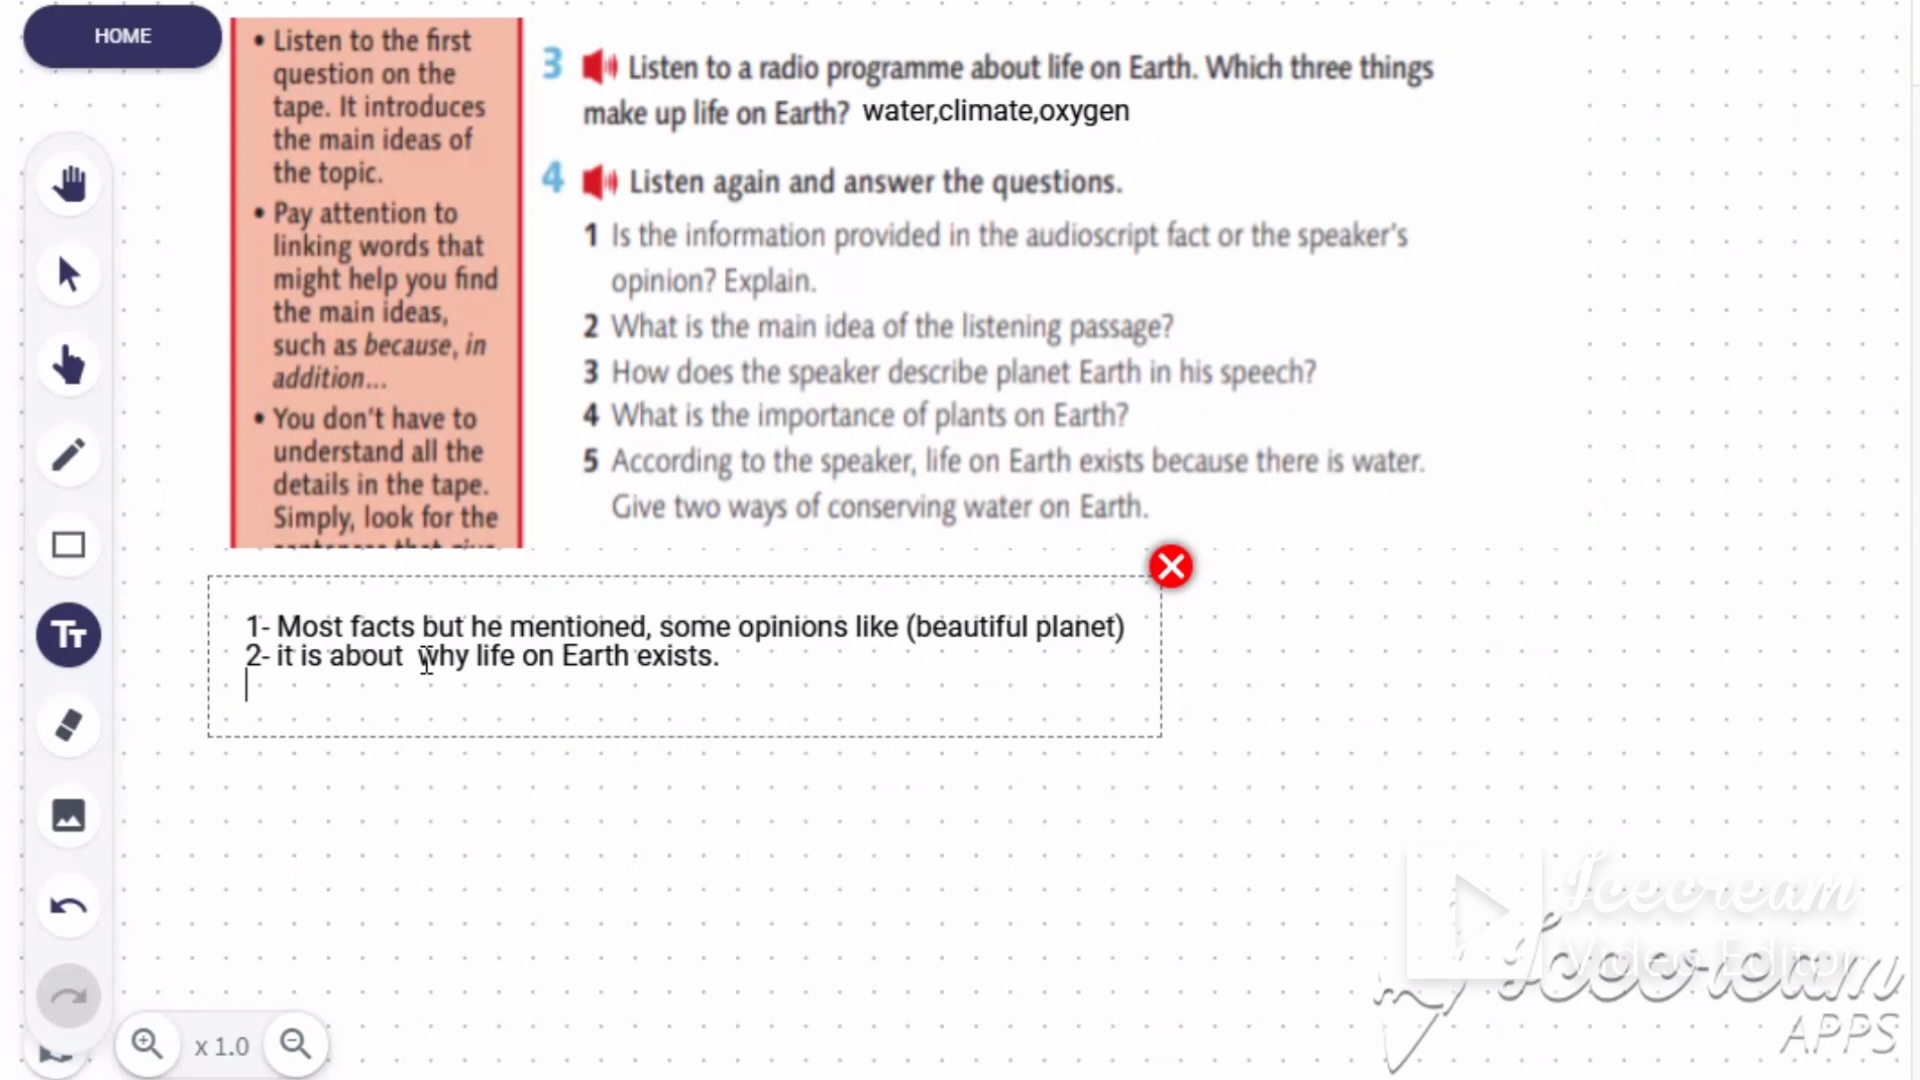 HOME
• Listen to the first
question on the
tape. It introduces
the main ideas of
the topic.
• Pay attention to
linking words that
might help you find
the main ideas,
such as because, in
addition...
• You don't have to
understand all the
details in the tape.
Simply, look for the
3 Listen to a radio programme about life on Earth. Which three things
make up life on Earth? water,climate,oxygen
4 Listen again and answer the questions.
1 Is the information provided in the audioscript fact or the speaker's
opinion? Explain.
2 What is the main idea of the listening passage?
3 How does the speaker describe planet Earth in his speech?
4 What is the importance of plants on Earth?
5 According to the speaker, life on Earth exists because there is water.
Give two ways of conserving water on Earth.
1- Most facts but he mentioned, some opinions like (beautiful planet)
2- it is about why life on Earth exists.
TT
x 1.0
Icecream
Video Editor
Icecream
APPS